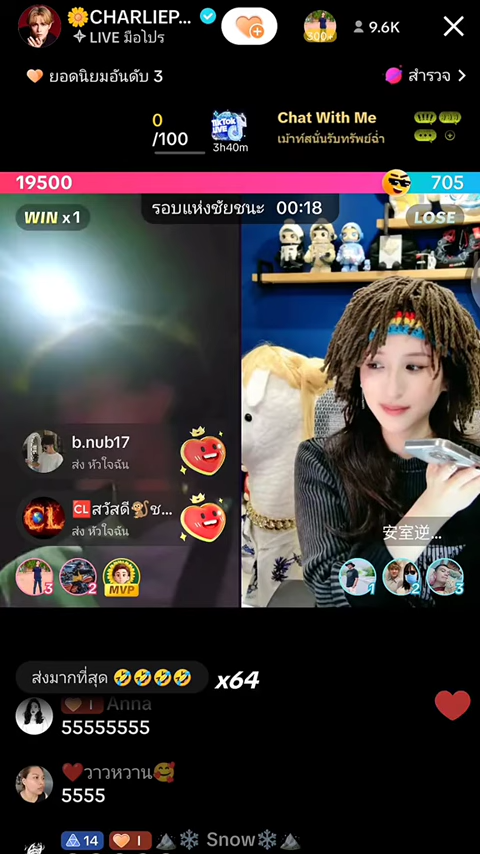 🌼CHARLIEP...
LIVE มือโปร
300+
9.6K
ยอดนิยมอันดับ 3
สำรวจ
0
/100
TIKTOK LIVE
3h40m
Chat With Me
เม้าท์สนั่นรับทรัพย์ฉ่ำ
19500
705
WIN x1
รอบแห่งชัยชนะ 00:18
LOSE
b.nub17
ส่ง หัวใจฉัน
🆑สวัสดี🐒ช...
ส่ง หัวใจฉัน
安室逆...
3
2
MVP
1
2
3
ส่งมากที่สุด 🤣🤣🤣🤣 x64
I Anna
55555555
❤️วาวหวาน🥰
5555
14 I ⛰️❄️ Snow❄️⛰️